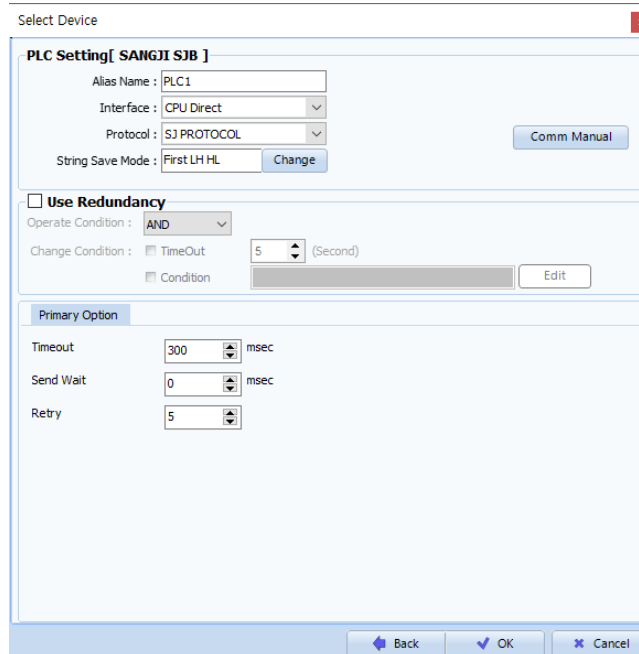 Select Device
PLC Setting[ SANGJI SJB ]
Alias Name : PLC1
Interface : CPU Direct
Protocol : SJ PROTOCOL
Comm Manual
String Save Mode : First LH HL Change
Use Redundancy
Operate Condition : AND
Change Condition : TimeOut 5 (Second)
Condition Edit
Primary Option
Timeout 300 msec
Send Wait 0 msec
Retry 5
Back OK Cancel